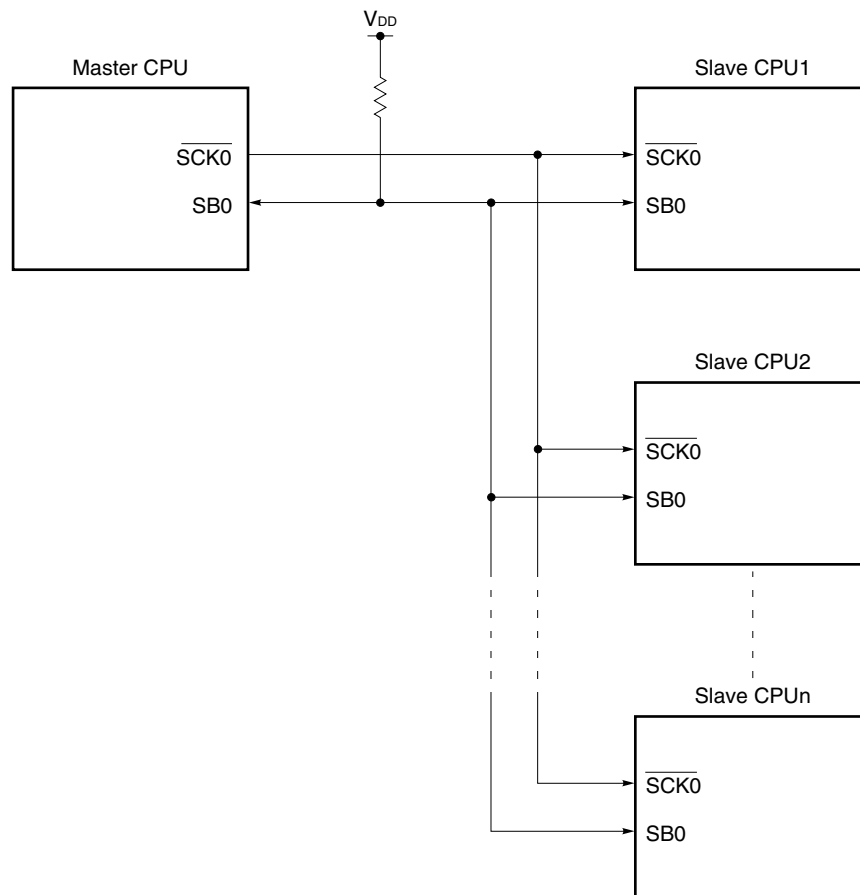 VDD
Master CPU
SCK0
SB0
Slave CPU1
SCK0
SB0
Slave CPU2
SCK0
SB0
Slave CPUn
SCK0
SB0